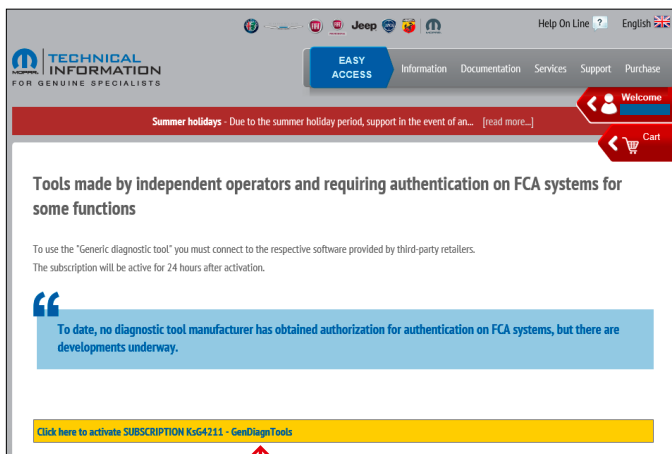 Jeep
Help On Line ?
English
MOPAR.
TECHNICAL
INFORMATION
FOR GENUINE SPECIALISTS
EASY
ACCESS
Information
Documentation
Services
Support
Purchase
Welcome
Summer holidays - Due to the summer holiday period, support in the event of an... [read more...]
Cart
Tools made by independent operators and requiring authentication on FCA systems for
some functions
To use the "Generic diagnostic tool" you must connect to the respective software provided by third-party retailers.
The subscription will be active for 24 hours after activation.
To date, no diagnostic tool manufacturer has obtained authorization for authentication on FCA systems, but there are
developments underway.
Click here to activate SUBSCRIPTION KsG4211 - GenDiagnTools